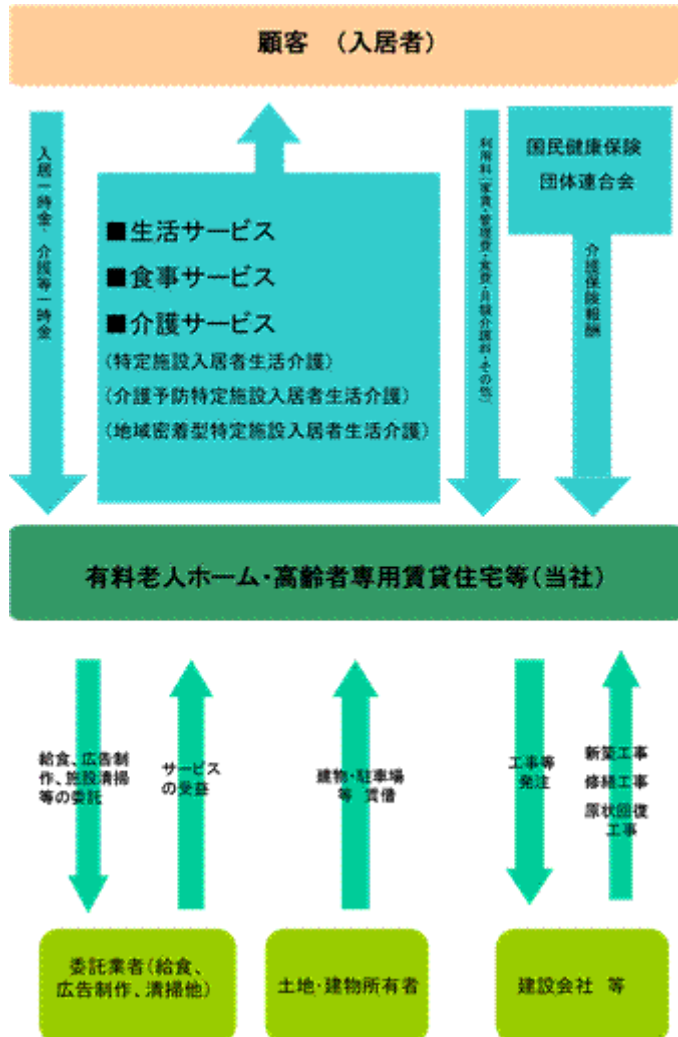 顧客 (入居者)
入居一時金、介護等一時金
■生活サービス
■食事サービス
■介護サービス
(特定施設入居者生活介護)
(介護予防特定施設入居者生活介護)
(地域密着型特定施設入居者生活介護)
利用料(家賃・管理費・食費・月額介護料・その他)
国民健康保険
団体連合会
介護保険報酬
有料老人ホーム・高齢者専用賃貸住宅等(当社)
給食、広告制
作、施設清掃
等の委託
サービス
の受益
建物・駐車場
等 賃借
工事等
発注
新築工事
修繕工事
原状回復
工事
委託業者(給食、
広告制作、清掃他)
土地・建物所有者
建設会社 等